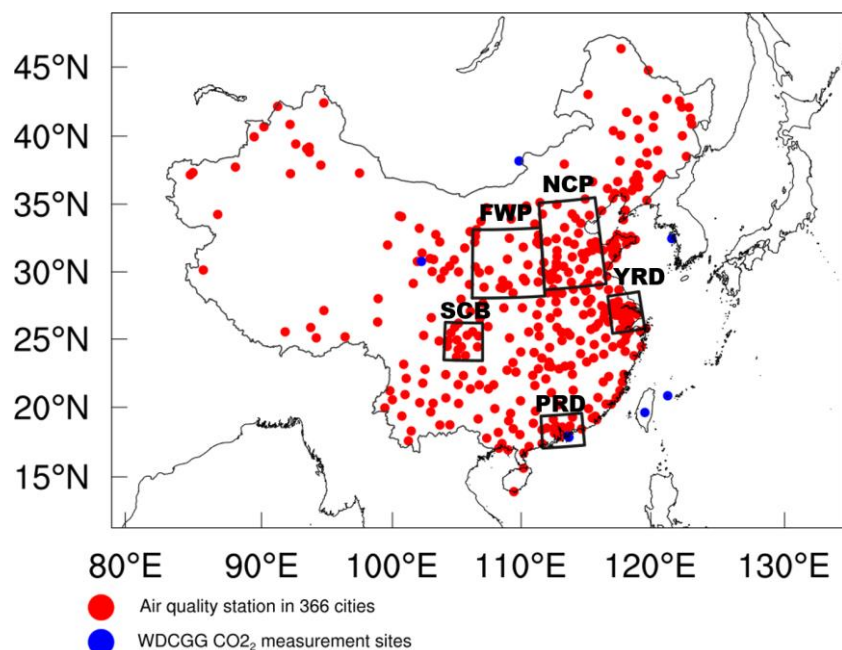 45°N
40°N
35°N
30°N
25°N
20°N
15°N
NCP
FWP
YRD
SCB
PRD
80°E 90°E 100°E 110°E 120°E 130°E
Air quality station in 366 cities
WDCGG CO2₂ measurement sites